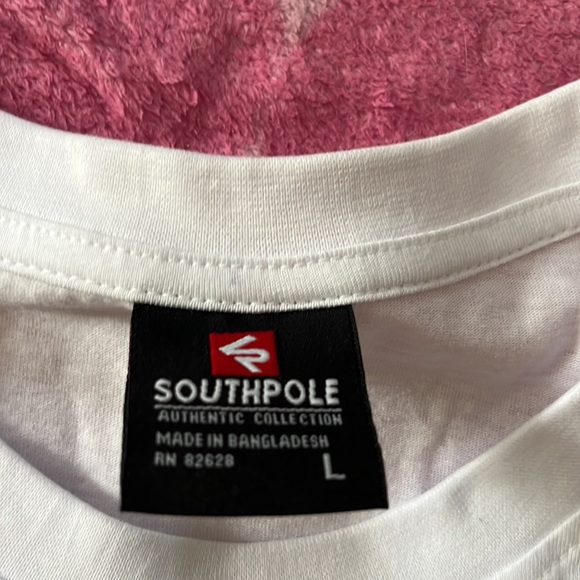 SOUTHPOLE
AUTHENTIC COLLECTION
MADE IN BANGLADESH
RN 82628
L